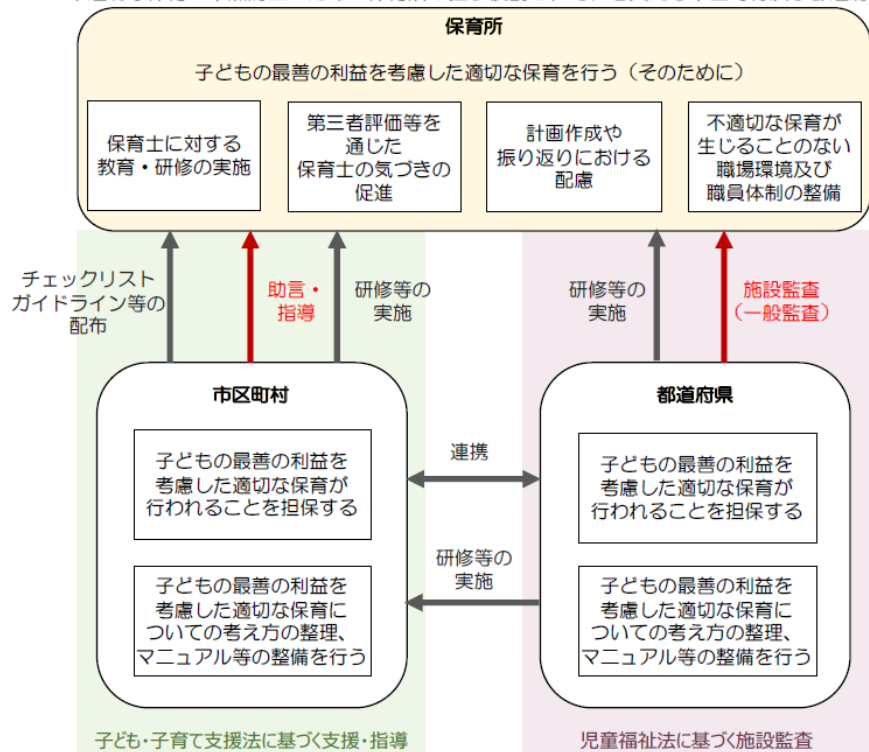 保育所
子どもの最善の利益を考慮した適切な保育を行う（そのために）
保育士に対する
教育・研修の実施
第三者評価等を
通じた
保育士の気づきの
促進
計画作成や
振り返りにおける
配慮
不適切な保育が
生じることのない
職場環境及び
職員体制の整備
チェックリスト
ガイドライン等の
配布
助言・
指導
研修等の
実施
研修等の
実施
施設監査
（一般監査）
市区町村
子どもの最善の利益を
考慮した適切な保育が
行われることを担保する
子どもの最善の利益を
考慮した適切な保育に
ついての考え方の整理、
マニュアル等の整備を行う
連携
研修等の
実施
都道府県
子どもの最善の利益を
考慮した適切な保育が
行われることを担保する
子どもの最善の利益を
考慮した適切な保育に
ついての考え方の整理、
マニュアル等の整備を行う
子ども・子育て支援法に基づく支援・指導
児童福祉法に基づく施設監査